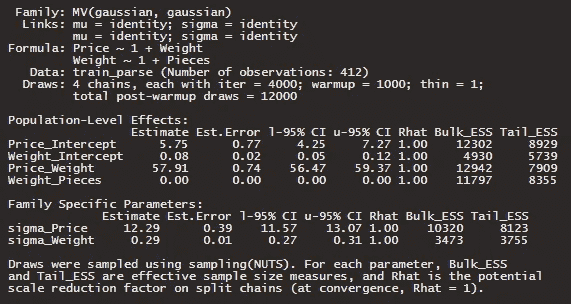 Family: MV(gaussian, gaussian)
Links: mu = identity; sigma = identity
mu = identity; sigma = identity
Formula: Price ~ 1 + Weight
Weight ~ 1 + Pieces
Data: train_parse (Number of observations: 412)
Draws: 4 chains, each with iter = 4000; warmup = 1000; thin = 1;
total post-warmup draws = 12000
Population-Level Effects:
Estimate Est.Error l-95% CI u-95% CI Rhat Bulk_ESS Tail_ESS
Price_Intercept 5.75 0.77 4.25 7.27 1.00 12302 8929
Weight_Intercept 0.08 0.02 0.05 0.12 1.00 4930 5739
Price_Weight 57.91 0.74 56.47 59.37 1.00 12942 7909
Weight_Pieces 0.00 0.00 0.00 0.00 1.00 11797 8355
Family Specific Parameters:
Estimate Est.Error l-95% CI u-95% CI Rhat Bulk_ESS Tail_ESS
sigma_Price 12.29 0.39 11.57 13.07 1.00 10320 8123
sigma_Weight 0.29 0.01 0.27 0.31 1.00 3473 3755
Draws were sampled using sampling(NUTS). For each parameter, Bulk_ESS
and Tail_ESS are effective sample size measures, and Rhat is the potential
scale reduction factor on split chains (at convergence, Rhat = 1).